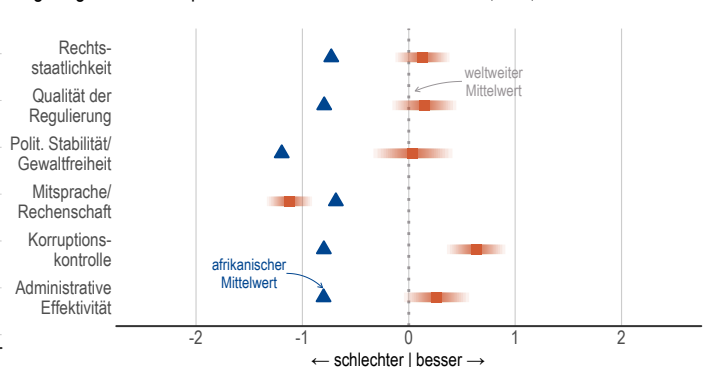 Rechts-
staatlichkeit
weltweiter
Mittelwert
Qualität der
Regulierung
Polit. Stabilität/
Gewaltfreiheit
Mitsprache/
Rechenschaft
Korruptions-
kontrolle
afrikanischer
Mittelwert
Administrative
Effektivität
-2 -1 0 1 2
← schlechter | besser →